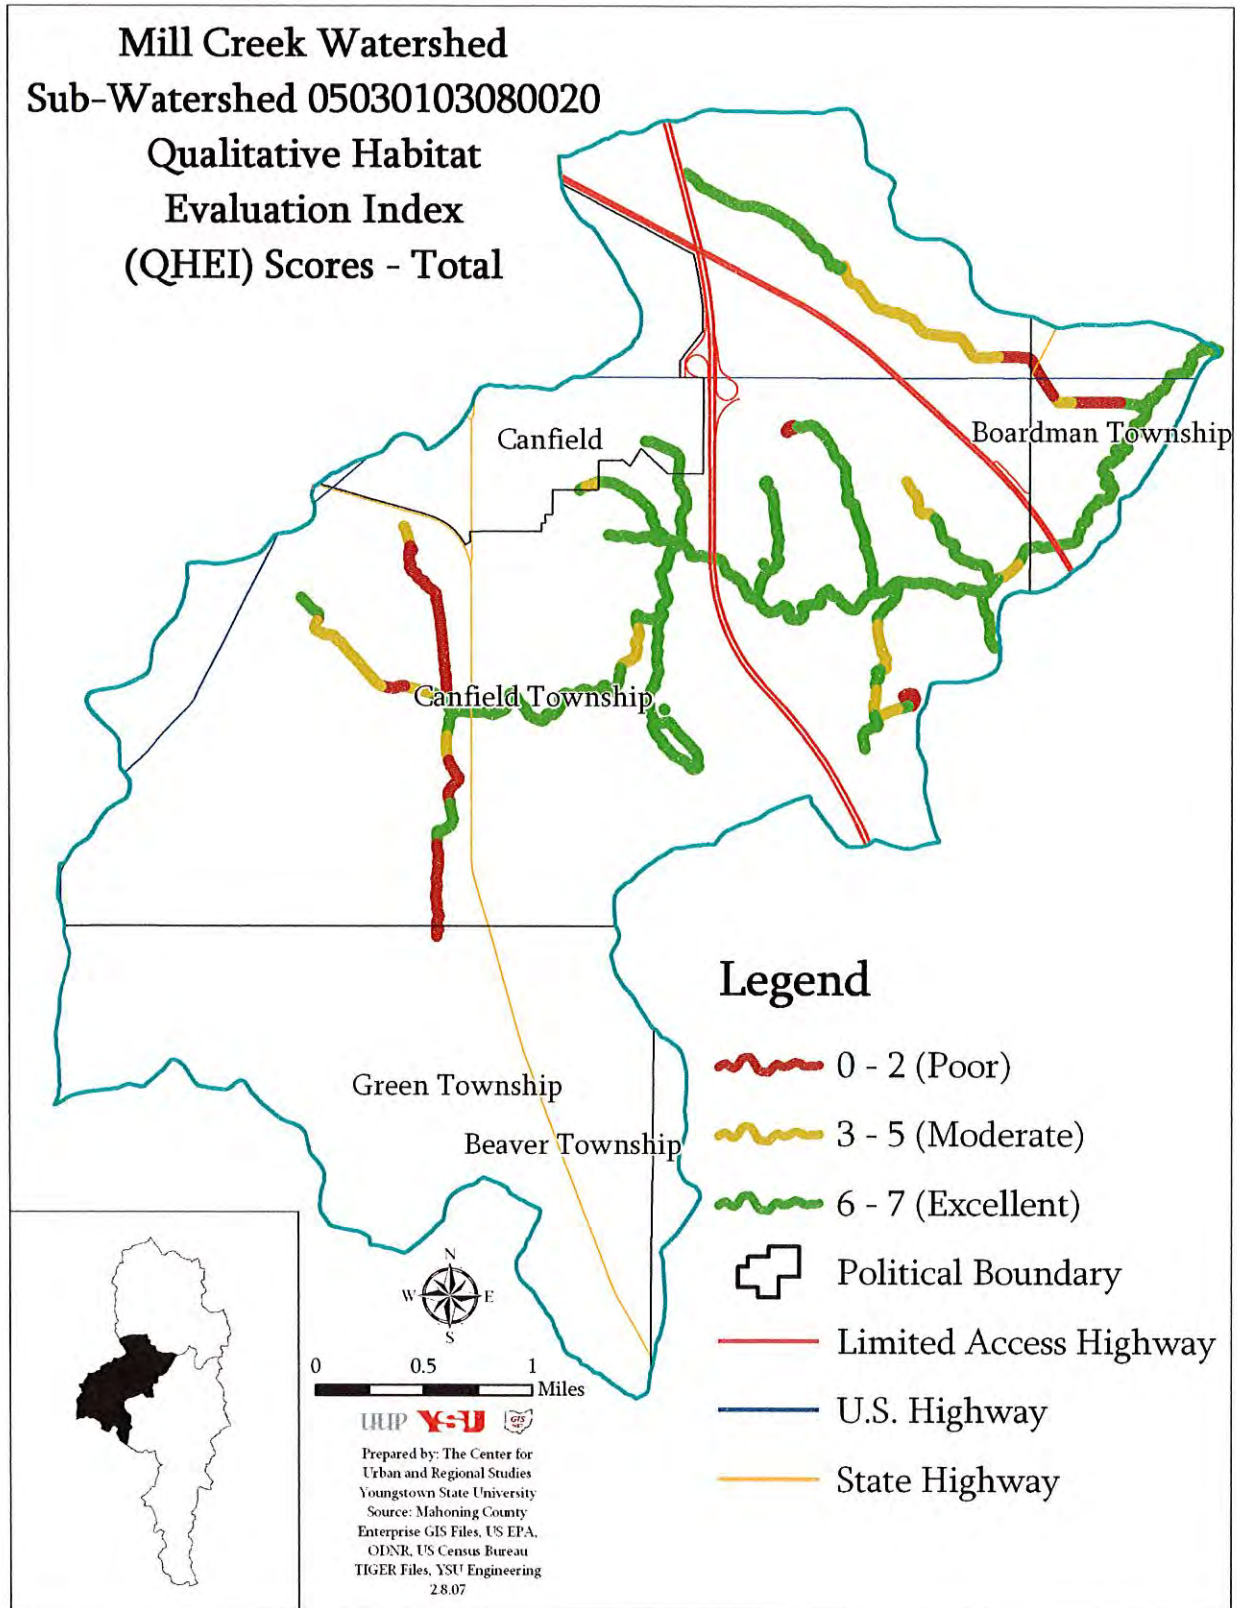 Mill Creek Watershed
Sub-Watershed 05030103080020
Qualitative Habitat
Evaluation Index
(QHEI) Scores - Total
Canfield
Boardman Township
Canfield Township
Green Township
Beaver Township
Legend
0 - 2 (Poor)
3 - 5 (Moderate)
6 - 7 (Excellent)
Political Boundary
Limited Access Highway
U.S. Highway
State Highway
N
W E
S
0 0.5 1
Miles
UUP YSU GIS
Prepared by: The Center for
Urban and Regional Studies
Youngstown State University
Source: Mahoning County
Enterprise GIS Files, US EPA,
ODNR, US Census Bureau
TIGER Files, YSU Engineering
2.8.07